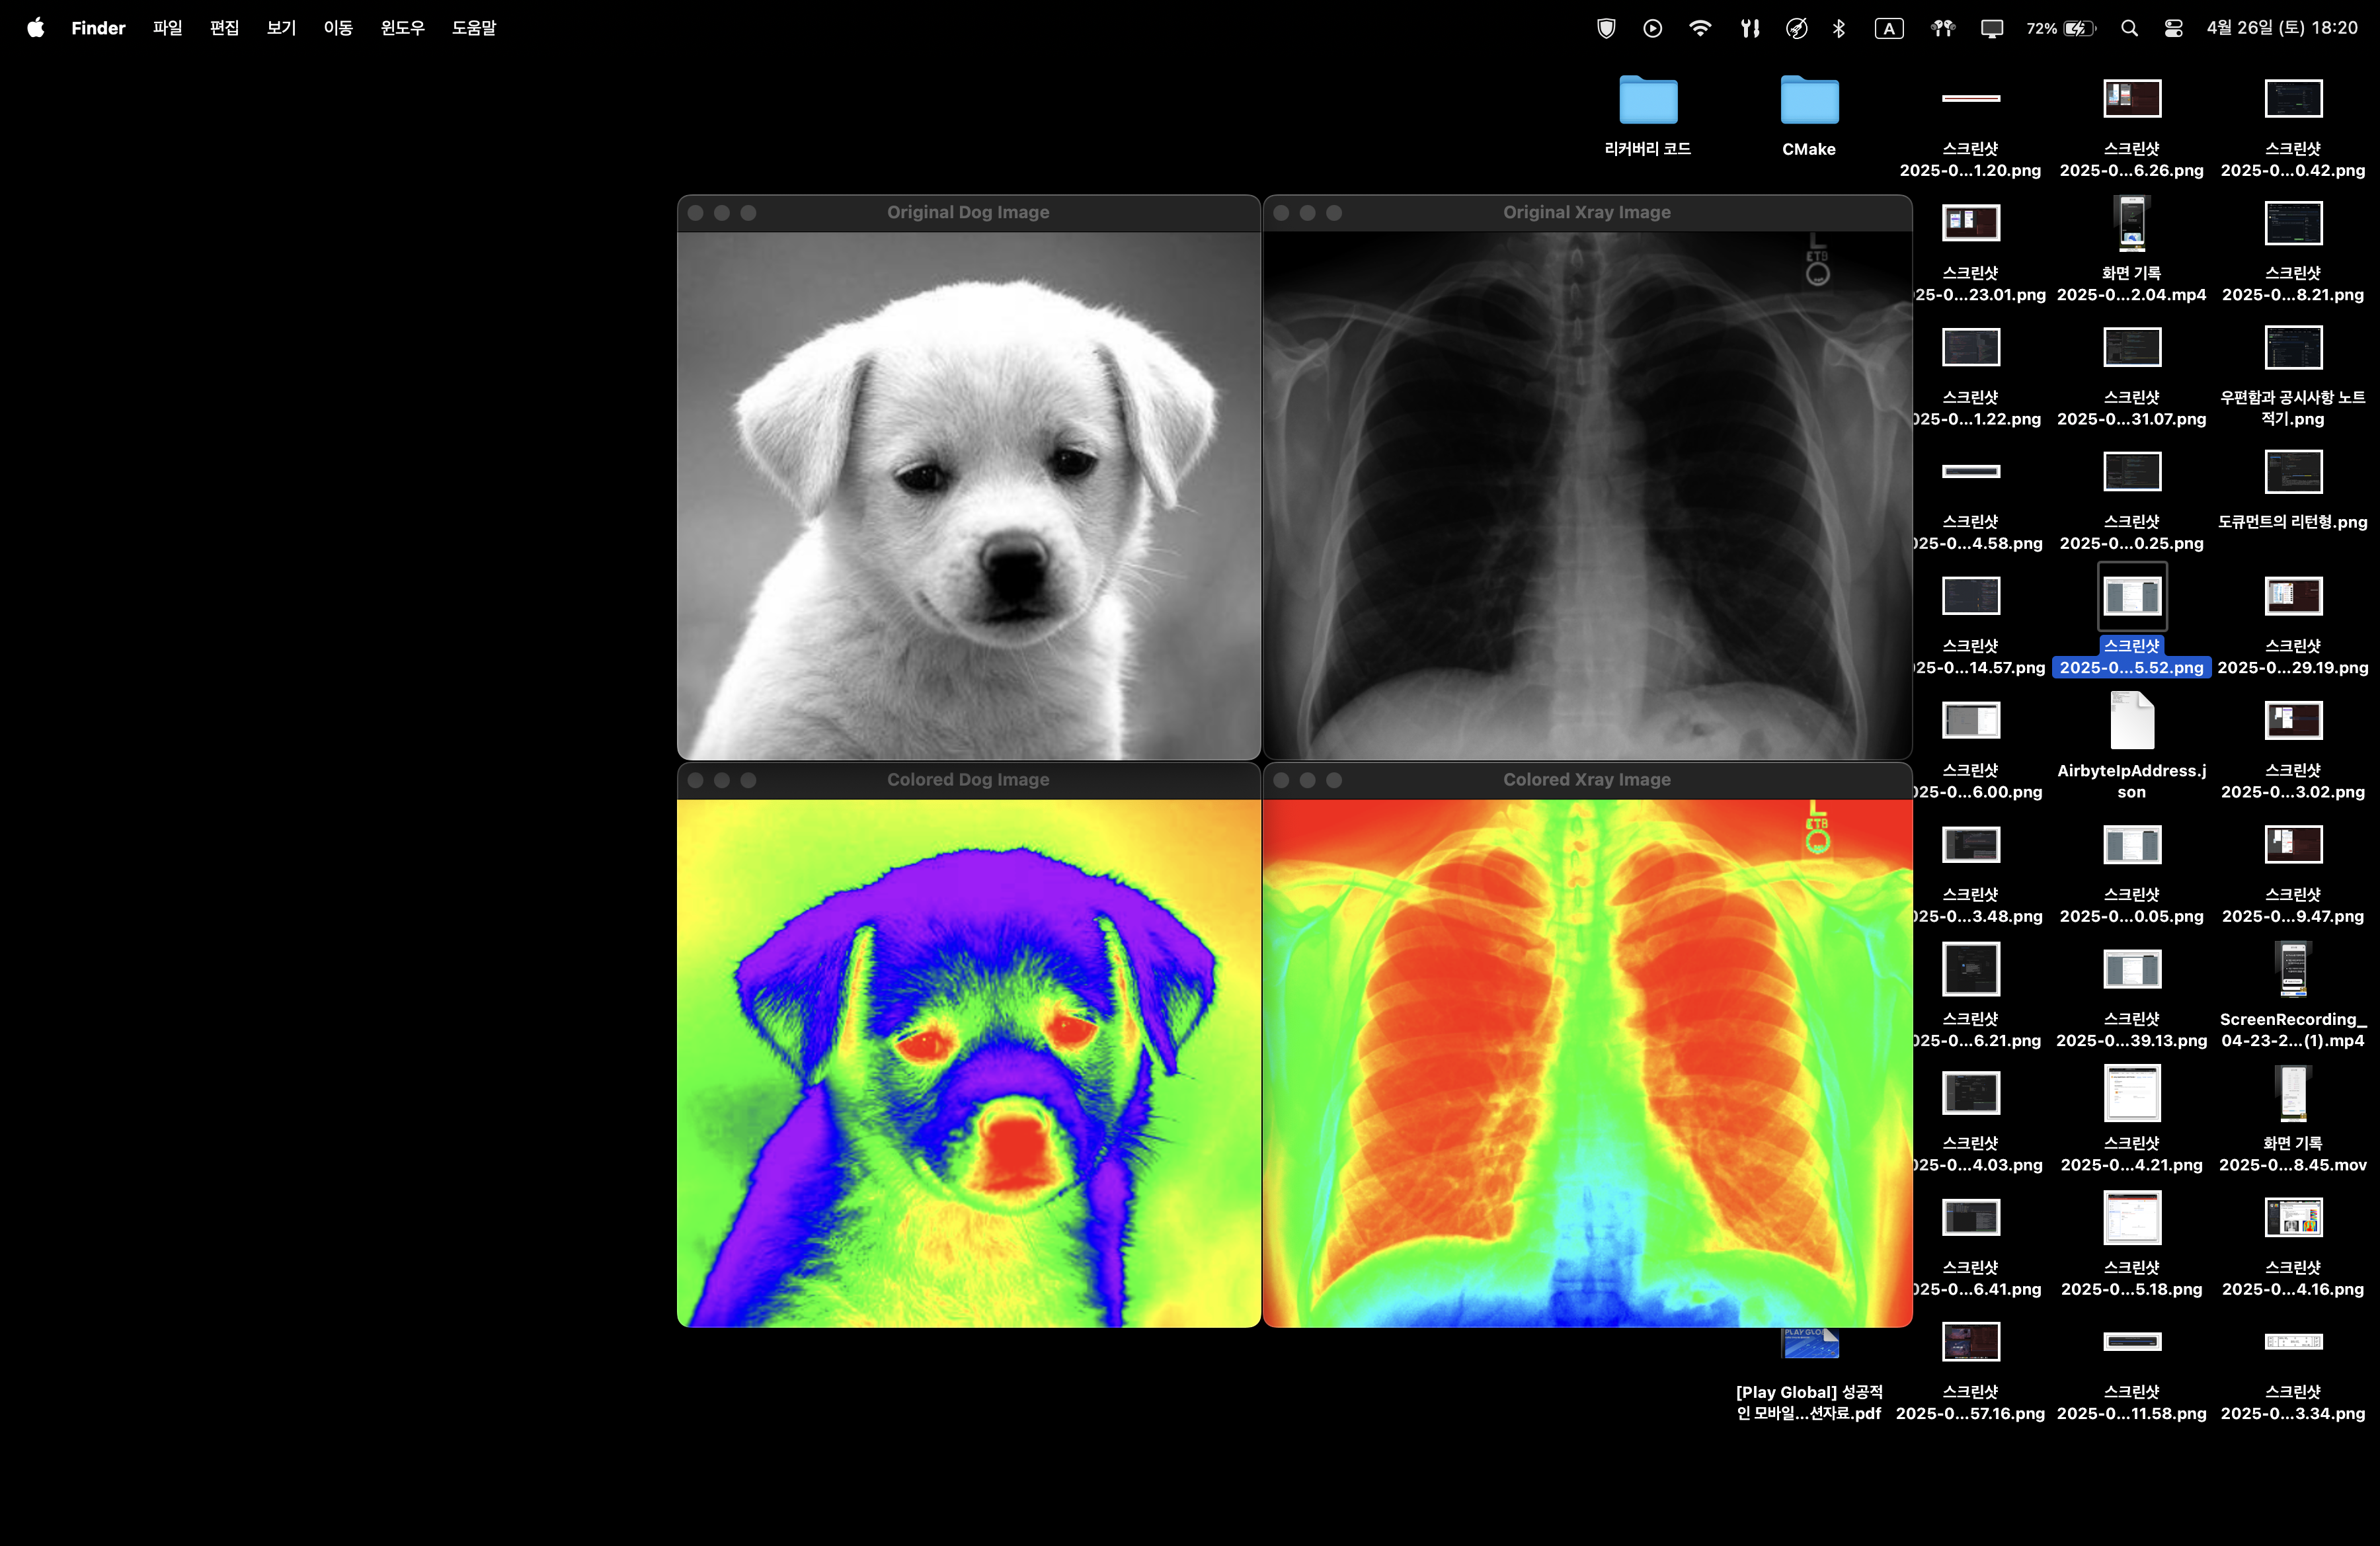 Finder 파일 편집 보기 이동 윈도우 도움말 A 72% 4월 26일 (토) 18:20
리커버리 코드
CMake
스크린샷
2025-0...1.20.png
스크린샷
2025-0...6.26.png
스크린샷
2025-0...0.42.png
Original Dog Image
Original Xray Image
L
ETB
스크린샷
25-0...23.01.png
화면 기록
2025-0...2.04.mp4
스크린샷
2025-0...8.21.png
스크린샷
025-0...1.22.png
스크린샷
2025-0...31.07.png
우편함과 공시사항 노트
적기.png
스크린샷
25-0...4.58.png
스크린샷
2025-0...0.25.png
도큐먼트의 리턴형.png
스크린샷
25-0...14.57.png
스크린샷
2025-0...5.52.png
스크린샷
2025-0...29.19.png
Colored Dog Image
Colored Xray Image
L
ETB
스크린샷
25-0...6.00.png
AirbyteIpAddress.j
son
스크린샷
2025-0...3.02.png
스크린샷
025-0...3.48.png
스크린샷
2025-0...0.05.png
스크린샷
2025-0...9.47.png
스크린샷
025-0...6.21.png
스크린샷
2025-0...39.13.png
ScreenRecording_
04-23-2...(1).mp4
스크린샷
025-0...4.03.png
스크린샷
2025-0...4.21.png
화면 기록
2025-0...8.45.mov
스크린샷
025-0...6.41.png
스크린샷
2025-0...5.18.png
스크린샷
2025-0...4.16.png
PLAY GLO
[Play Global] 성공적
인 모바일...션자료.pdf
스크린샷
2025-0...57.16.png
스크린샷
2025-0...11.58.png
스크린샷
2025-0...3.34.png